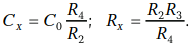 C_x = C_0 \frac{R_4}{R_2}; R_x = \frac{R_2 R_3}{R_4}.